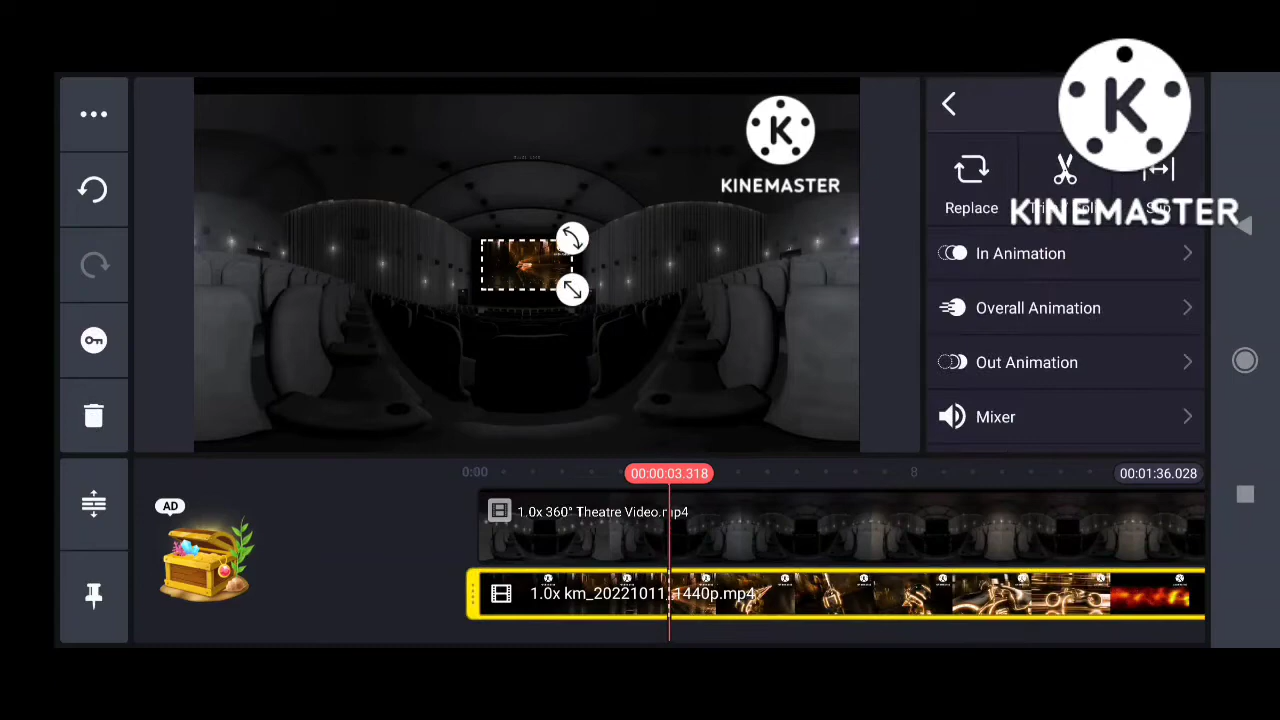 KINEMASTER
KINEMASTER
Replace
In Animation
Overall Animation
Out Animation
Mixer
0:00
00:00:03.318
8
00:01:36.028
AD
1.0x 360° Theatre Video.mp4
1.0x km_20221011_1440p.mp4